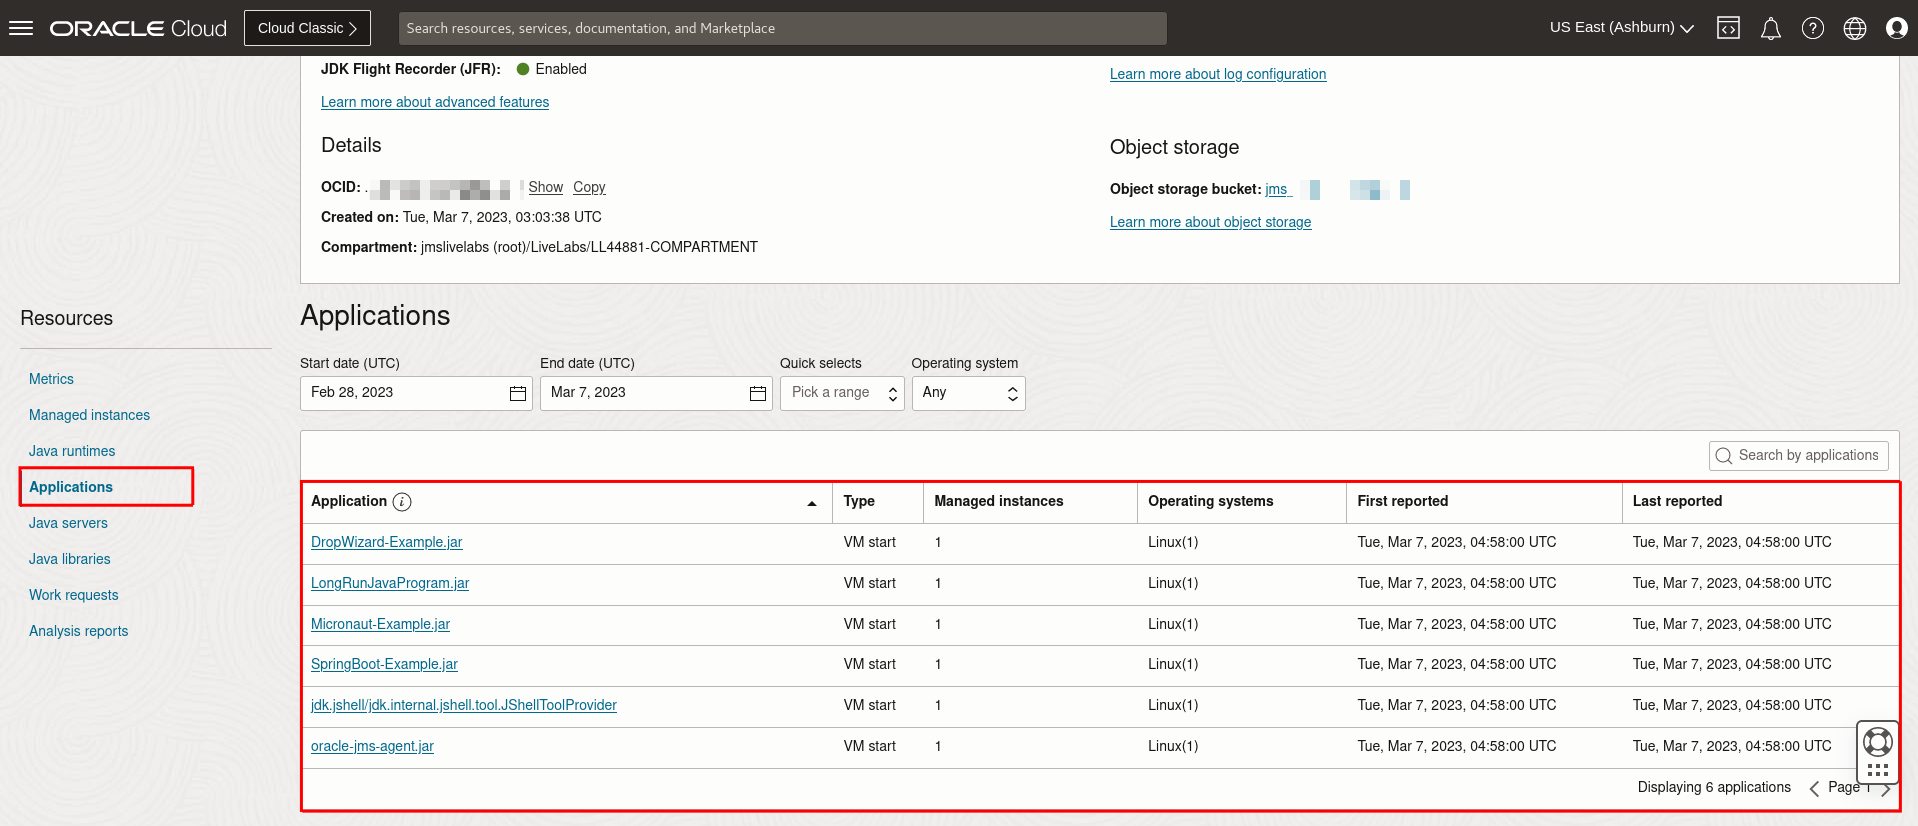 ORACLE Cloud
Cloud Classic
Search resources, services, documentation, and Marketplace
US East (Ashburn)
JDK Flight Recorder (JFR): Enabled
Learn more about advanced features
Learn more about log configuration
Details
OCID: . Show Copy
Created on: Tue, Mar 7, 2023, 03:03:38 UTC
Compartment: jmslivelabs (root)/LiveLabs/LL44881-COMPARTMENT
Object storage
Object storage bucket: jms_
Learn more about object storage
Resources
Metrics
Managed instances
Java runtimes
Applications
Java servers
Java libraries
Work requests
Analysis reports
Applications
Start date (UTC) End date (UTC) Quick selects Operating system
Feb 28, 2023 Mar 7, 2023 Pick a range Any
Search by applications
Application Type Managed instances Operating systems First reported Last reported
DropWizard-Example.jar VM start 1 Linux(1) Tue, Mar 7, 2023, 04:58:00 UTC Tue, Mar 7, 2023, 04:58:00 UTC
LongRunJavaProgram.jar VM start 1 Linux(1) Tue, Mar 7, 2023, 04:58:00 UTC Tue, Mar 7, 2023, 04:58:00 UTC
Micronaut-Example.jar VM start 1 Linux(1) Tue, Mar 7, 2023, 04:58:00 UTC Tue, Mar 7, 2023, 04:58:00 UTC
SpringBoot-Example.jar VM start 1 Linux(1) Tue, Mar 7, 2023, 04:58:00 UTC Tue, Mar 7, 2023, 04:58:00 UTC
jdk.jshell/jdk.internal.jshell.tool.JShellToolProvider VM start 1 Linux(1) Tue, Mar 7, 2023, 04:58:00 UTC Tue, Mar 7, 2023, 04:58:00 UTC
oracle-jms-agent.jar VM start 1 Linux(1) Tue, Mar 7, 2023, 04:58:00 UTC Tue, Mar 7, 2023, 04:58:00 UTC
Displaying 6 applications Page 1